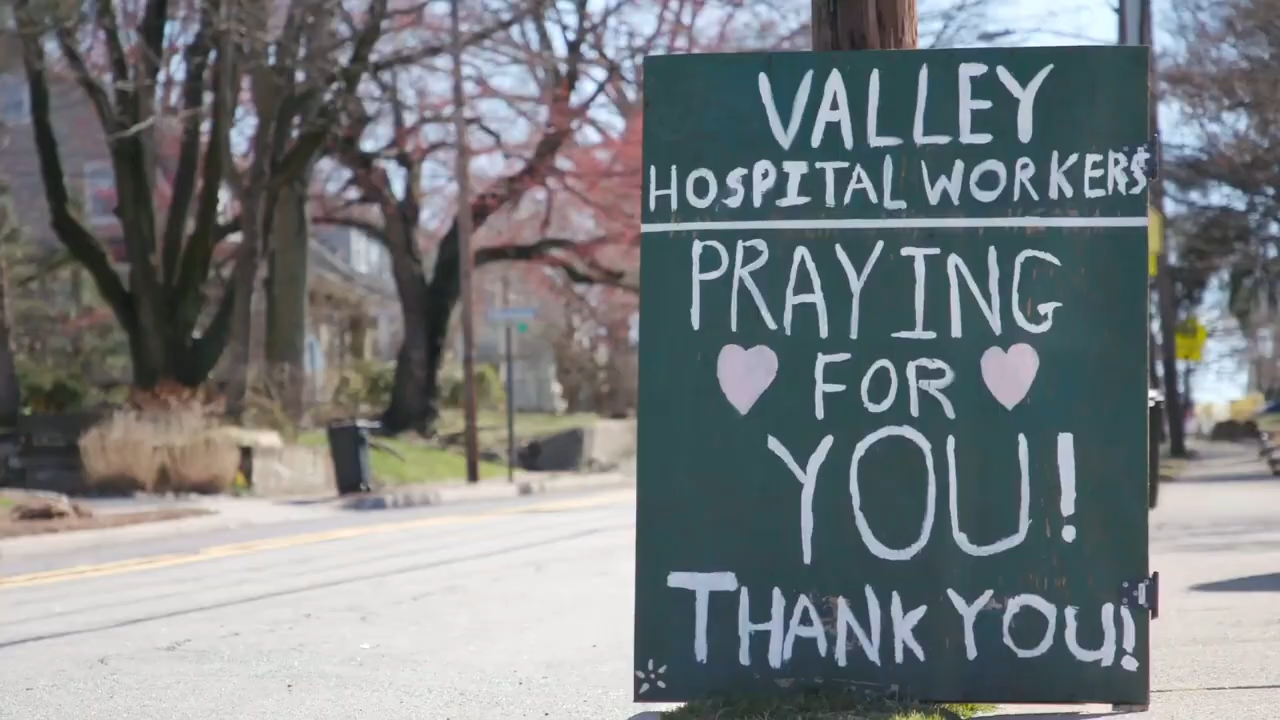 VALLEY
HOSPITAL WORKERS
PRAYING
FOR
YOU!
THANK YOU!